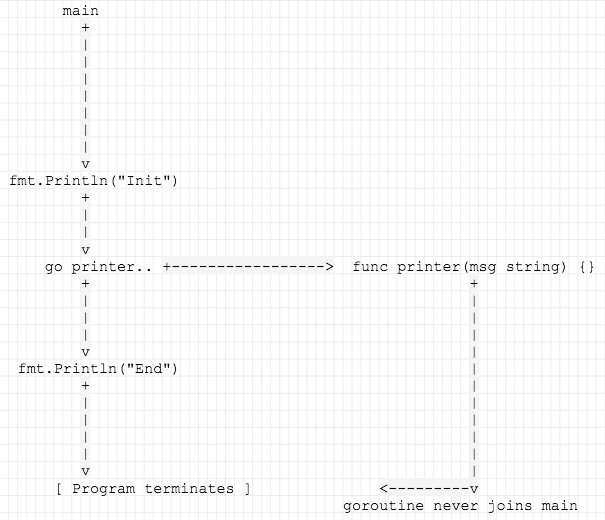 main
+
|
|
|
|
|
|
|
v
fmt.Println("Init")
+
|
|
v
go printer.. +-----------------> func printer(msg string) {}
+ +
| |
| |
| |
v |
fmt.Println("End") |
+ |
| |
| |
| |
| |
v |
[ Program terminates ] <---------v
goroutine never joins main